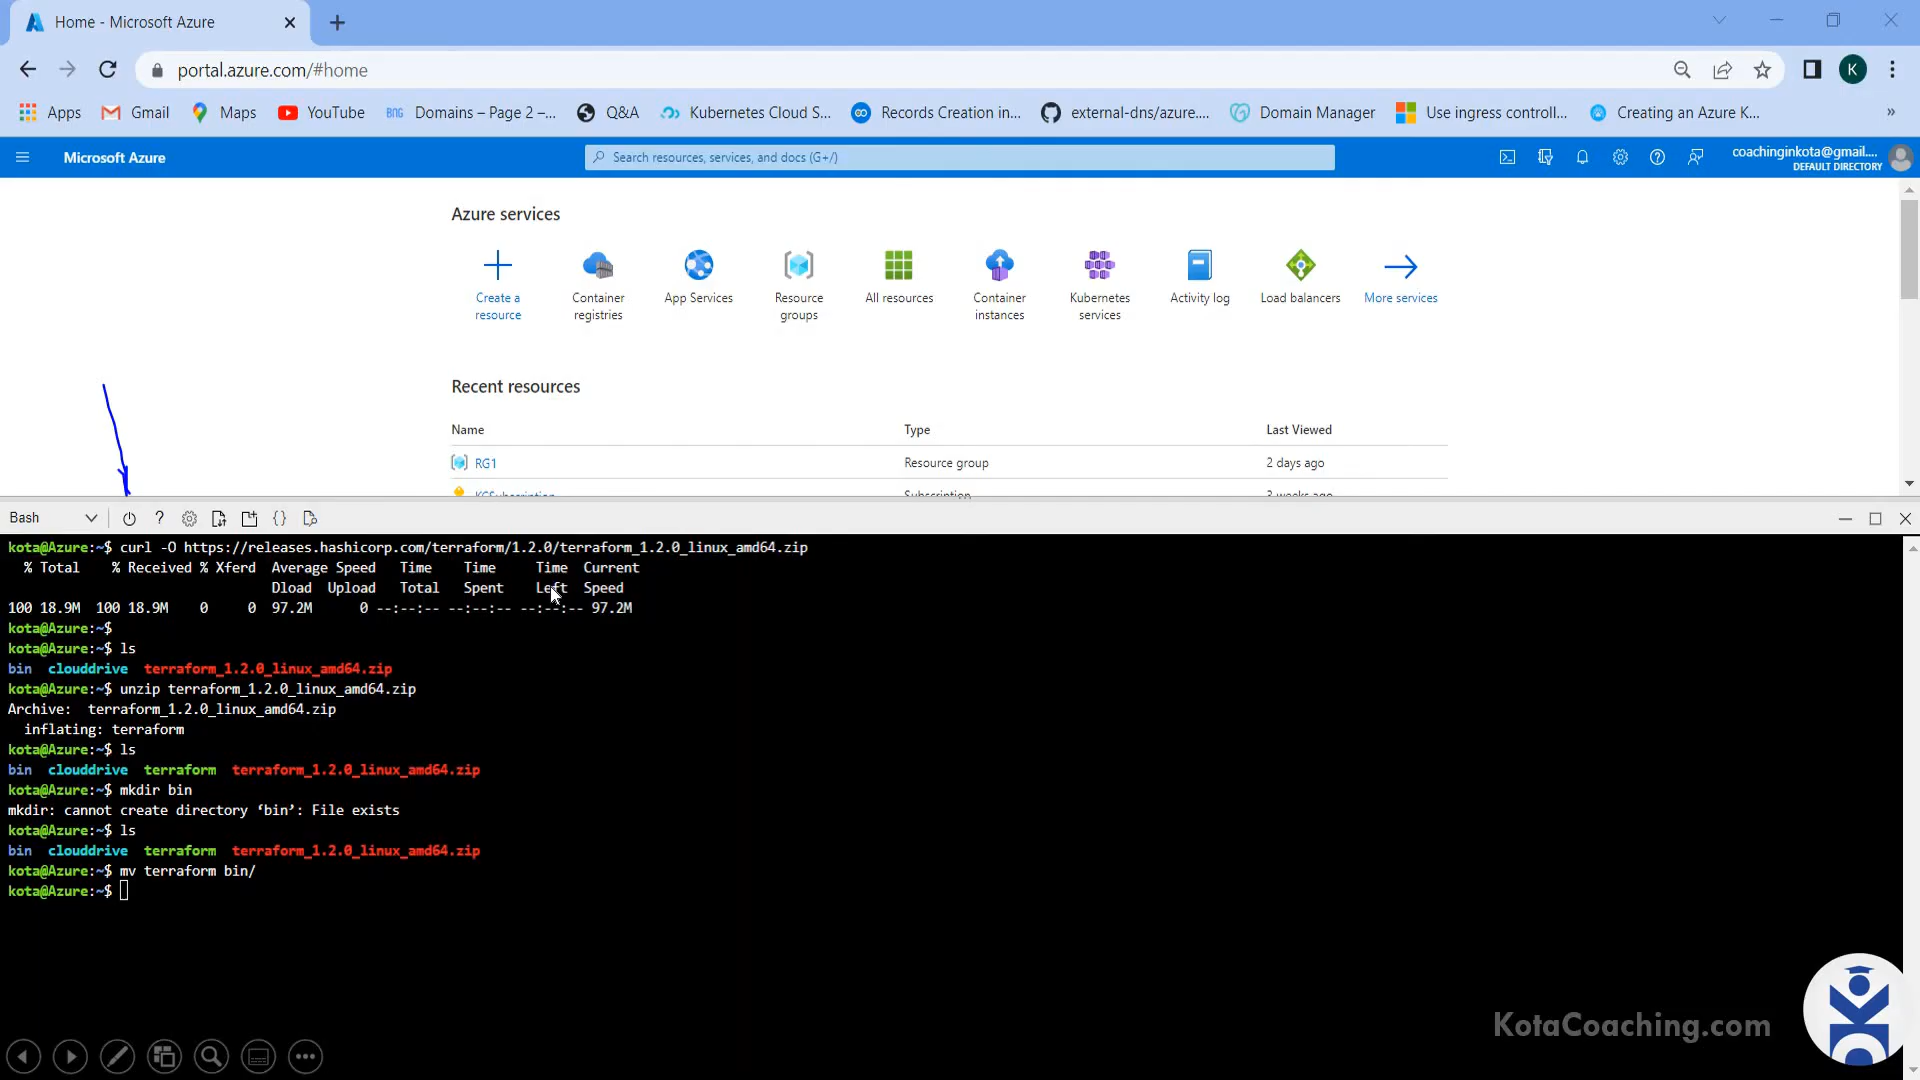 Home - Microsoft Azure
portal.azure.com/#home
K
Apps Gmail Maps YouTube BNG Domains – Page 2 –... Q&A Kubernetes Cloud S... Records Creation in... external-dns/azure.... Domain Manager Use ingress controll... Creating an Azure K... »
Microsoft Azure
Search resources, services, and docs (G+/)
coachinginkota@gmail....
DEFAULT DIRECTORY
Azure services
Create a resource
Container registries
App Services
Resource groups
All resources
Container instances
Kubernetes services
Activity log
Load balancers
More services
Recent resources
Name Type Last Viewed
RG1 Resource group 2 days ago
KCSubscription Subscription 3 weeks ago
Bash
kota@Azure:~$ curl -O https://releases.hashicorp.com/terraform/1.2.0/terraform_1.2.0_linux_amd64.zip
% Total % Received % Xferd Average Speed Time Time Time Current
Dload Upload Total Spent Left Speed
100 18.9M 100 18.9M 0 0 97.2M 0 --:--:-- --:--:-- --:--:-- 97.2M
kota@Azure:~$
kota@Azure:~$ ls
bin clouddrive terraform_1.2.0_linux_amd64.zip
kota@Azure:~$ unzip terraform_1.2.0_linux_amd64.zip
Archive: terraform_1.2.0_linux_amd64.zip
inflating: terraform
kota@Azure:~$ ls
bin clouddrive terraform terraform_1.2.0_linux_amd64.zip
kota@Azure:~$ mkdir bin
mkdir: cannot create directory ‘bin’: File exists
kota@Azure:~$ ls
bin clouddrive terraform terraform_1.2.0_linux_amd64.zip
kota@Azure:~$ mv terraform bin/
kota@Azure:~$
KotaCoaching.com